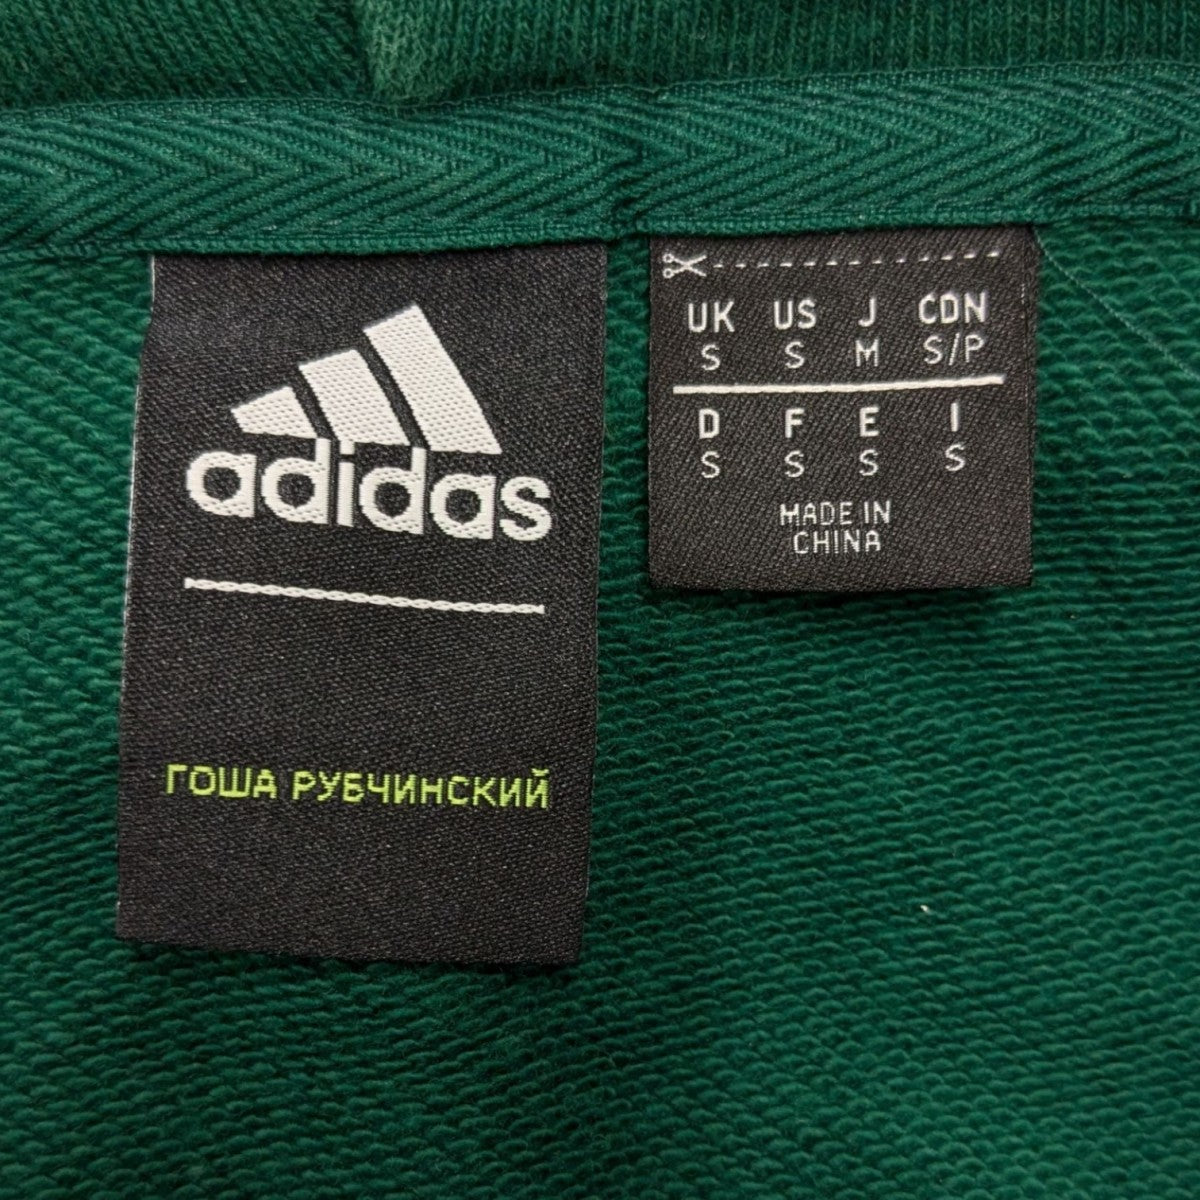 adidas
ГОША РУБЧИНСКИЙ
UK US J CDN
S S M S/P
D F E I
S S S S
MADE IN
CHINA